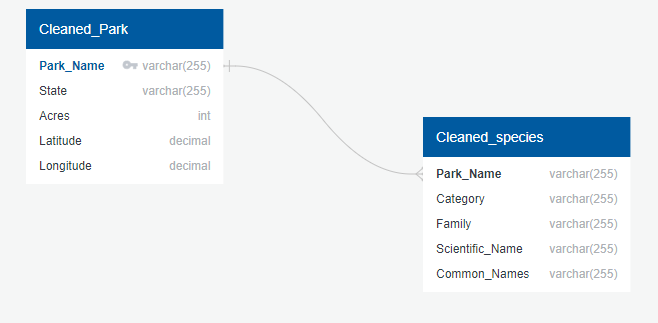 Cleaned_Park
Park_Name varchar(255)
State varchar(255)
Acres int
Latitude decimal
Longitude decimal
Cleaned_species
Park_Name varchar(255)
Category varchar(255)
Family varchar(255)
Scientific_Name varchar(255)
Common_Names varchar(255)